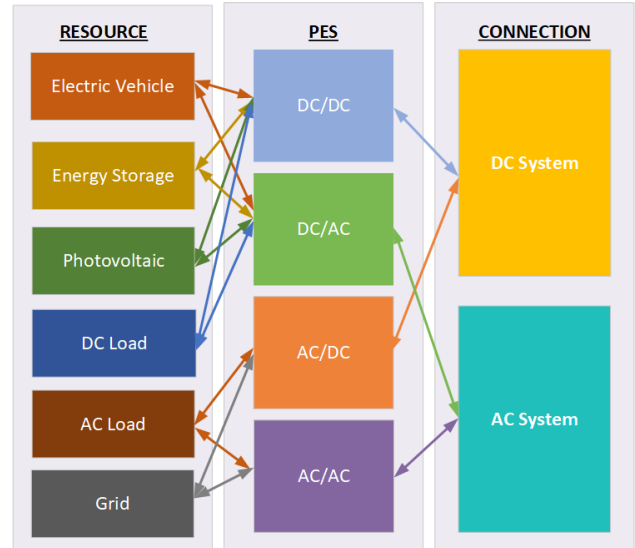 RESOURCE
Electric Vehicle
Energy Storage
Photovoltaic
DC Load
AC Load
Grid
PES
DC/DC
DC/AC
AC/DC
AC/AC
CONNECTION
DC System
AC System